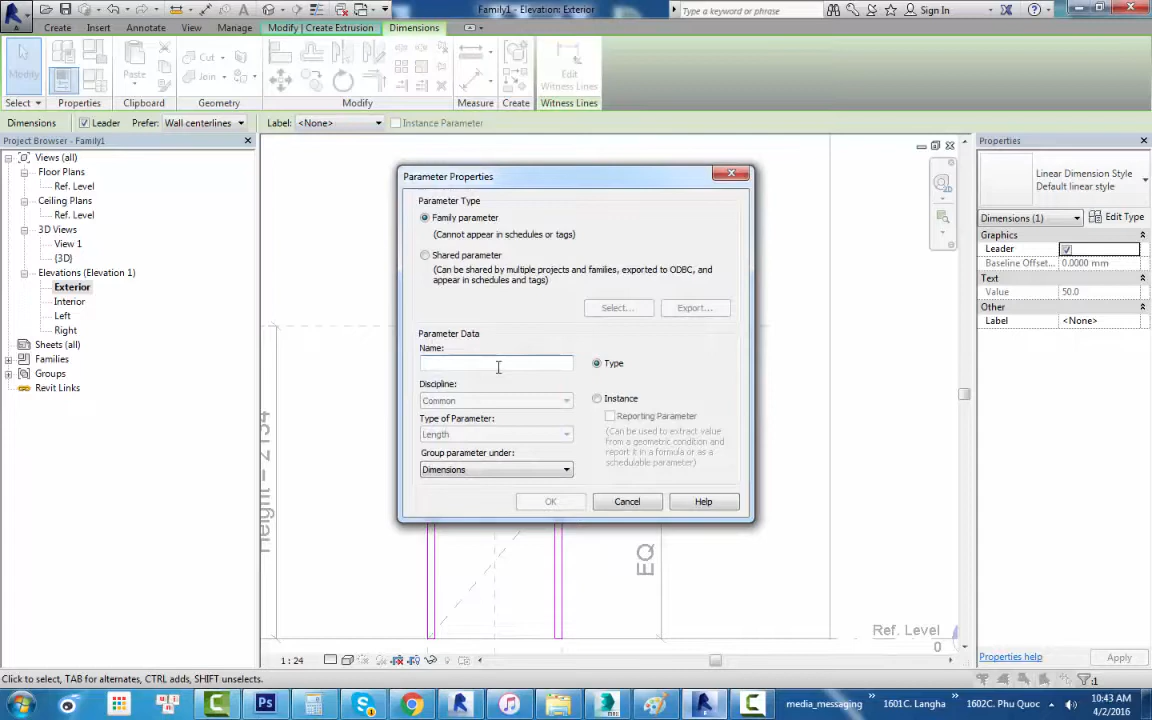 Family1 - Elevation: Exterior
Type a keyword or phrase
Sign In
Create Insert Annotate View Manage Modify | Create Extrusion Dimensions
Modify
Paste
Cut
Join
Edit
Witness Lines
Select Properties Clipboard Geometry Modify Measure Create Witness Lines
Dimensions Leader Prefer: Wall centerlines Label: <None> Instance Parameter
Project Browser - Family1
Views (all)
Floor Plans
Ref. Level
Ceiling Plans
Ref. Level
3D Views
View 1
{3D}
Elevations (Elevation 1)
Exterior
Interior
Left
Right
Sheets (all)
Families
Groups
Revit Links
Parameter Properties
Parameter Type
Family parameter
(Cannot appear in schedules or tags)
Shared parameter
(Can be shared by multiple projects and families, exported to ODBC, and
appear in schedules and tags)
Select... Export...
Parameter Data
Name:
Type
Discipline:
Common
Instance
Reporting Parameter
Type of Parameter:
Length
(Can be used to extract value
from a geometric condition and
report it in a formula or as a
schedulable parameter)
Group parameter under:
Dimensions
OK Cancel Help
Height = 2134
EQ
Ref. Level
0
1 : 24
Properties
Linear Dimension Style
Default linear style
Dimensions (1) Edit Type
Graphics
Leader
Baseline Offset... 0.0000 mm
Text
Value 50.0
Other
Label <None>
Properties help Apply
Click to select, TAB for alternates, CTRL adds, SHIFT unselects.
:1
media_messaging 1601C. Langha 1602C. Phu Quoc
10:43 AM
4/2/2016